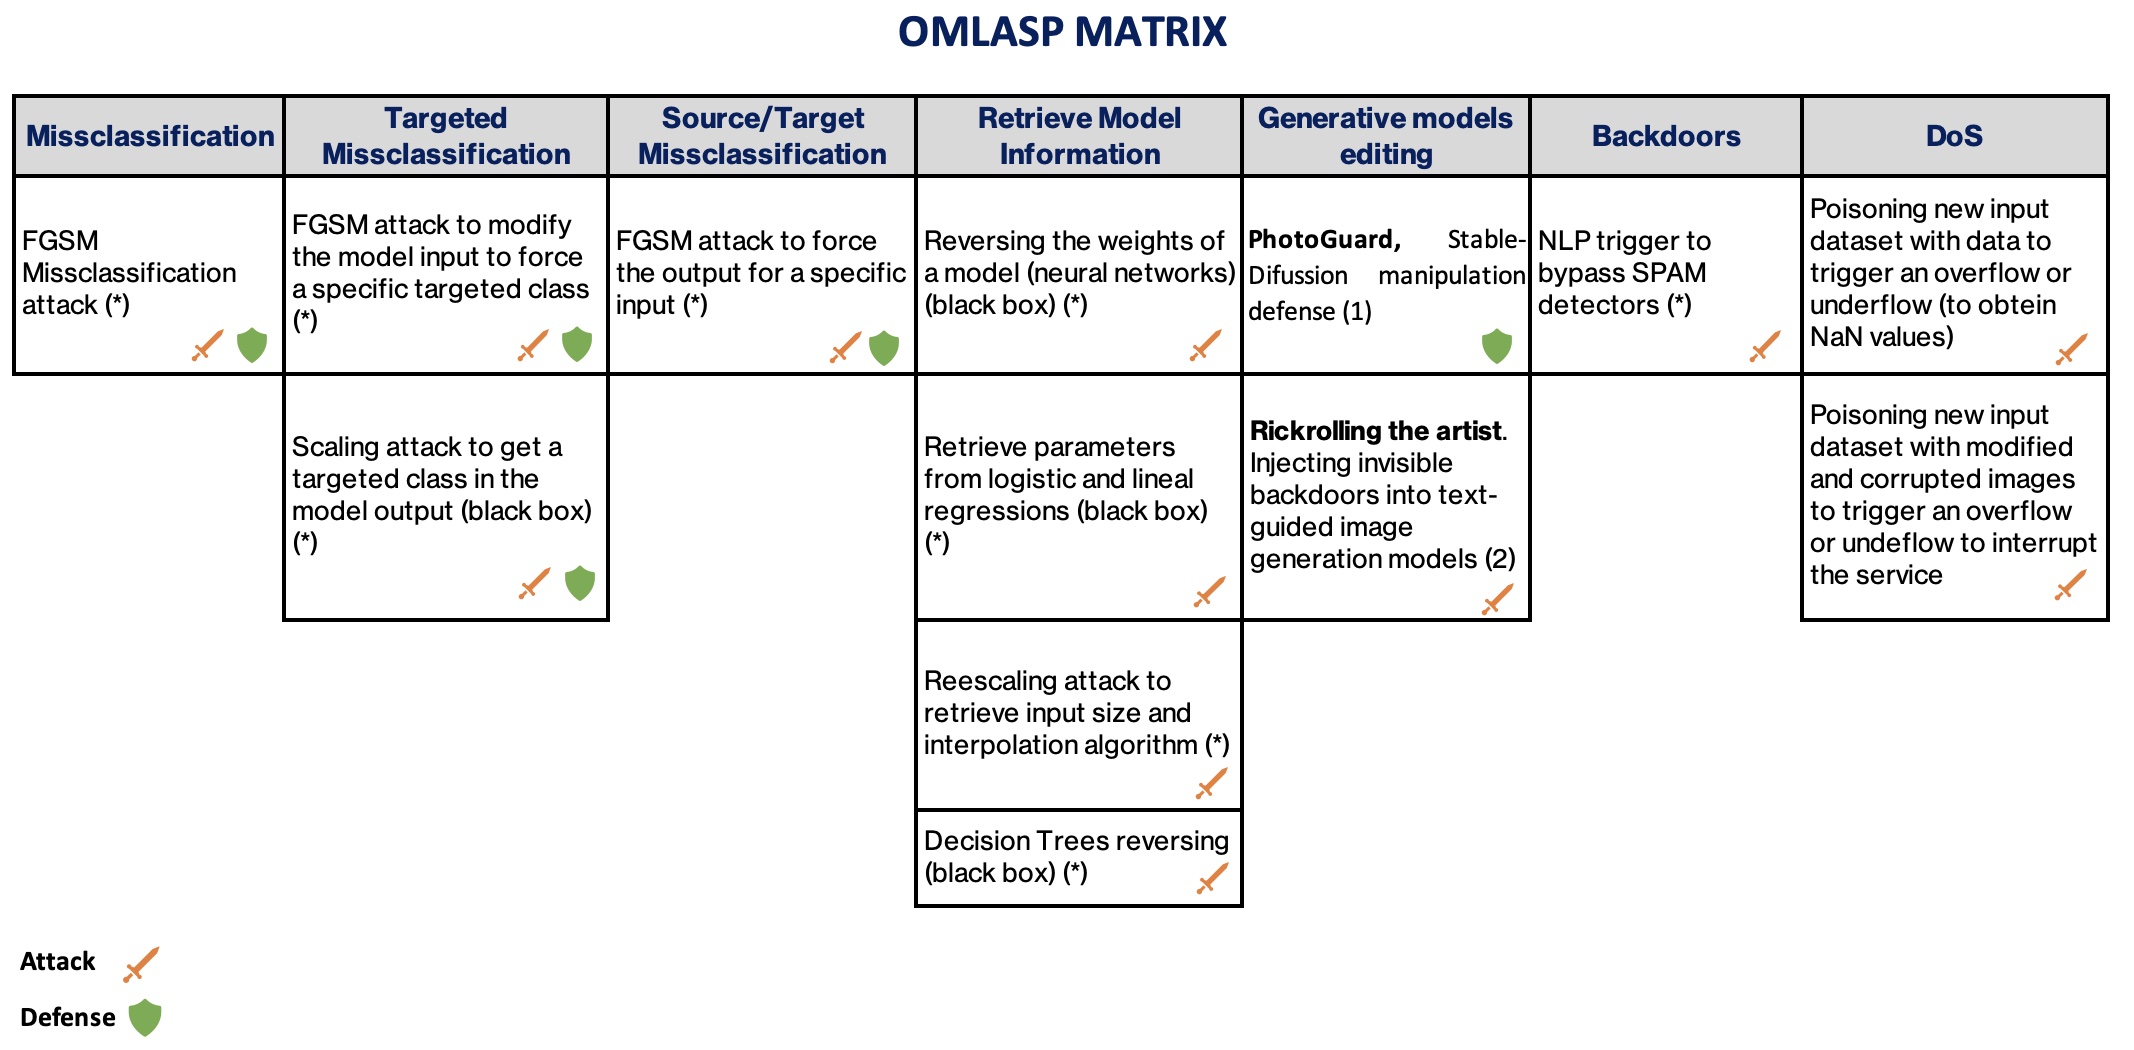 OMLASP MATRIX
Missclassification
Targeted
Missclassification
Source/Target
Missclassification
Retrieve Model
Information
Generative models
editing
Backdoors
DoS
FGSM
Missclassification
attack (*)
FGSM attack to modify
the model input to force
a specific targeted class
(*)
FGSM attack to force
the output for a specific
input (*)
Reversing the weights of
a model (neural networks)
(black box) (*)
PhotoGuard, Stable-
Difussion manipulation
defense (1)
NLP trigger to
bypass SPAM
detectors (*)
Poisoning new input
dataset with data to
trigger an overflow or
underflow (to obtein
NaN values)
Scaling attack to get a
targeted class in the
model output (black box)
(*)
Retrieve parameters
from logistic and lineal
regressions (black box)
(*)
Rickrolling the artist.
Injecting invisible
backdoors into text-
guided image
generation models (2)
Poisoning new input
dataset with modified
and corrupted images
to trigger an overflow
or undeflow to interrupt
the service
Reescaling attack to
retrieve input size and
interpolation algorithm (*)
Decision Trees reversing
(black box) (*)
Attack
Defense